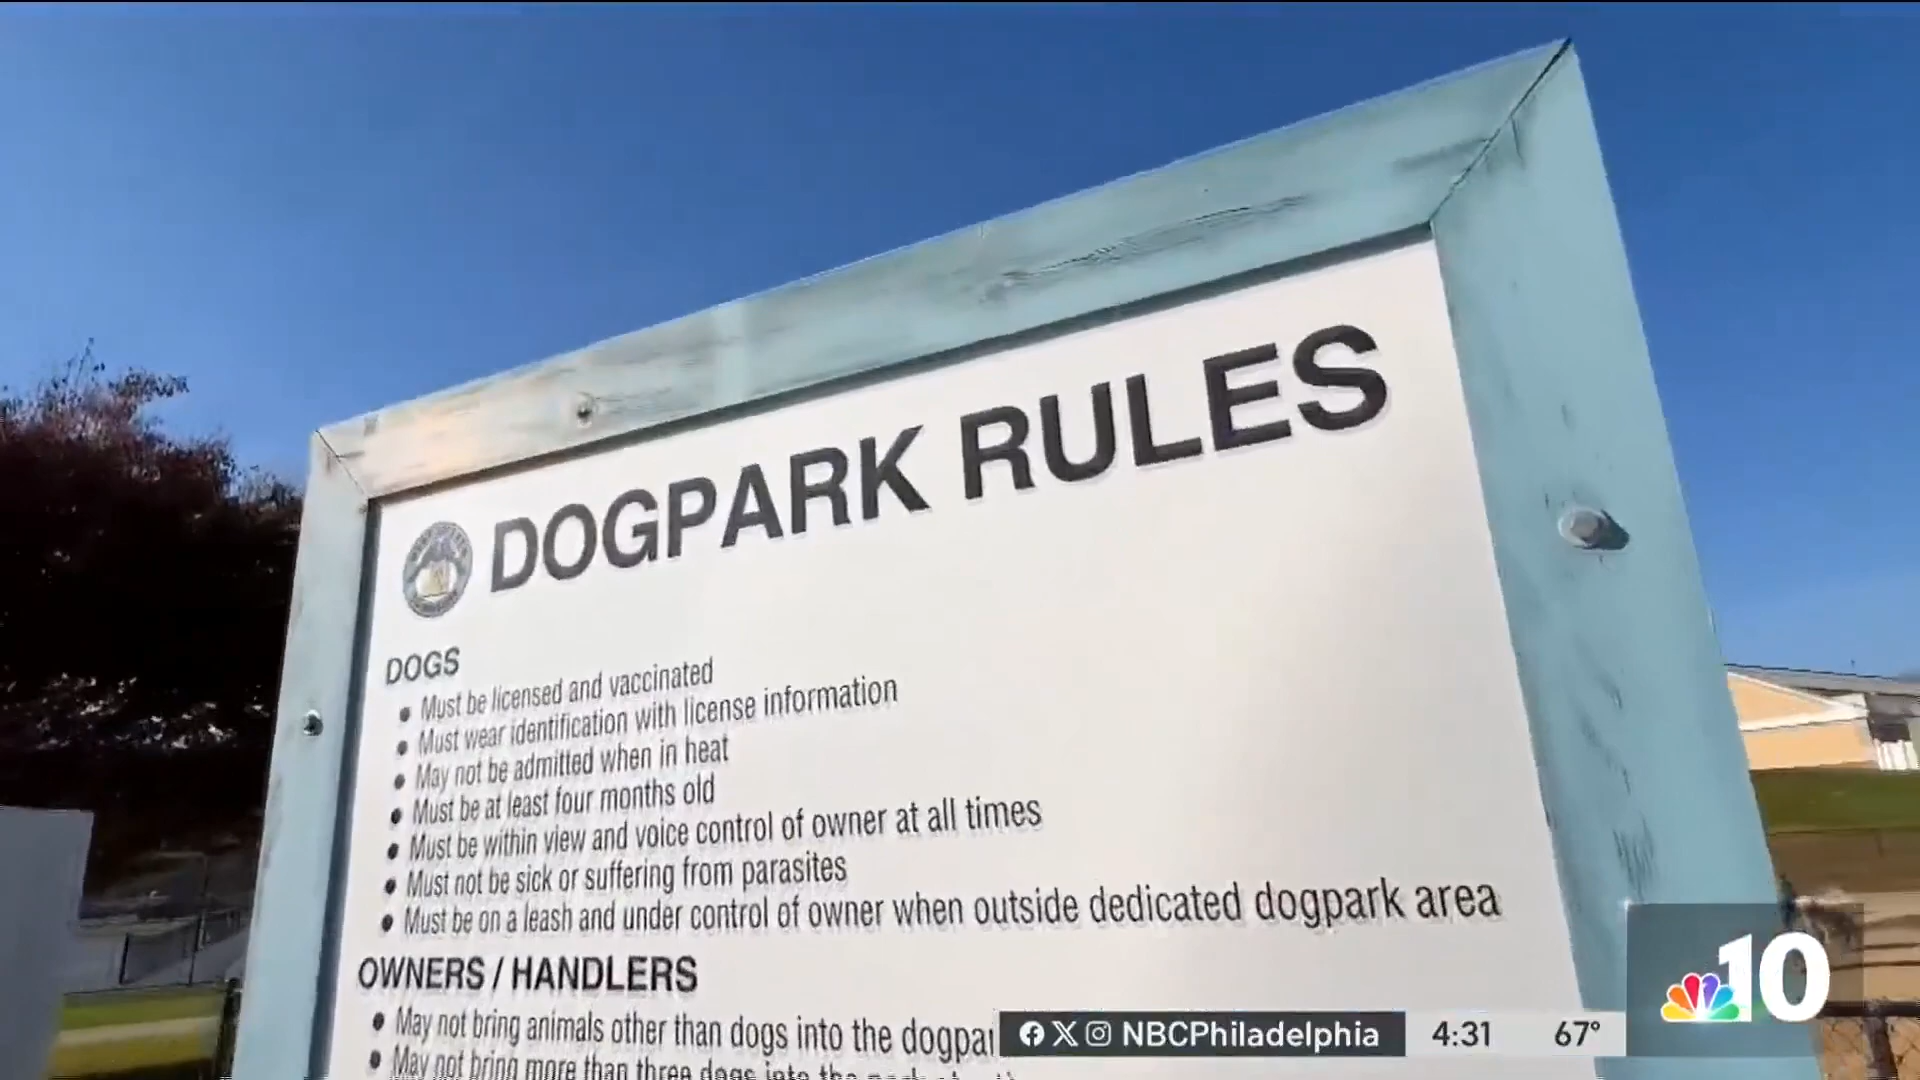 DOGPARK RULES
DOGS
• Must be licensed and vaccinated
• Must wear identification with license information
• May not be admitted when in heat
• Must be at least four months old
• Must be within view and voice control of owner at all times
• Must not be sick or suffering from parasites
• Must be on a leash and under control of owner when outside dedicated dogpark area
OWNERS / HANDLERS
• May not bring animals other than dogs into the dogpar
• May not bring more than three dogs into the park at
NBCPhiladelphia 4:31 67°
10